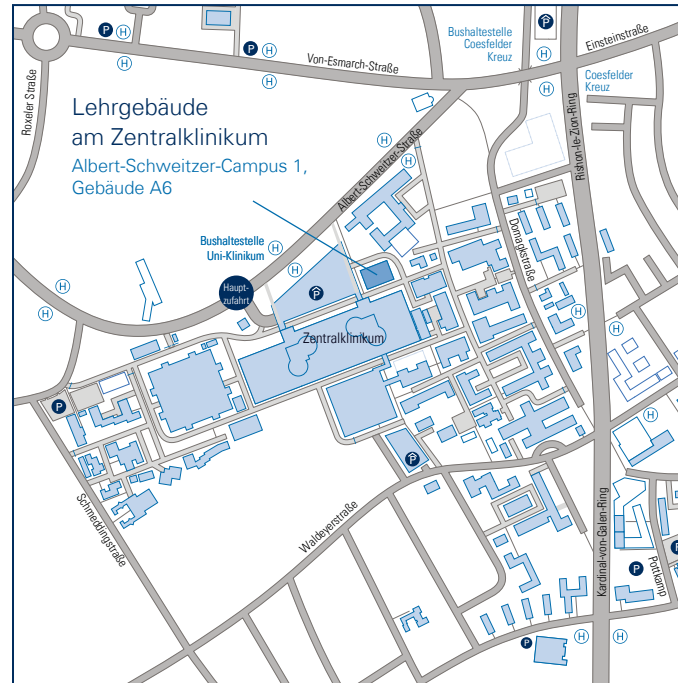 Bushaltestelle
Coesfelder
Kreuz
Einsteinstraße
P
H
H
P
H
H
H
H
P
H
Von-Esmarch-Straße
Coesfelder
Kreuz
Roxeler Straße
Rishon-le-Zion-Ring
Lehrgebäude
am Zentralklinikum
Albert-Schweitzer-Campus 1,
Gebäude A6
Albert-Schweitzer-Straße
H
H
Domagkstraße
Bushaltestelle
Uni-Klinikum
H
H
H
H
Haupt-
zufahrt
P
H
H
Zentralklinikum
P
H
P
Schmeddingstraße
Waldeyerstraße
Kardinal-von-Galen-Ring
P
P
Pottkamp
P
H
H